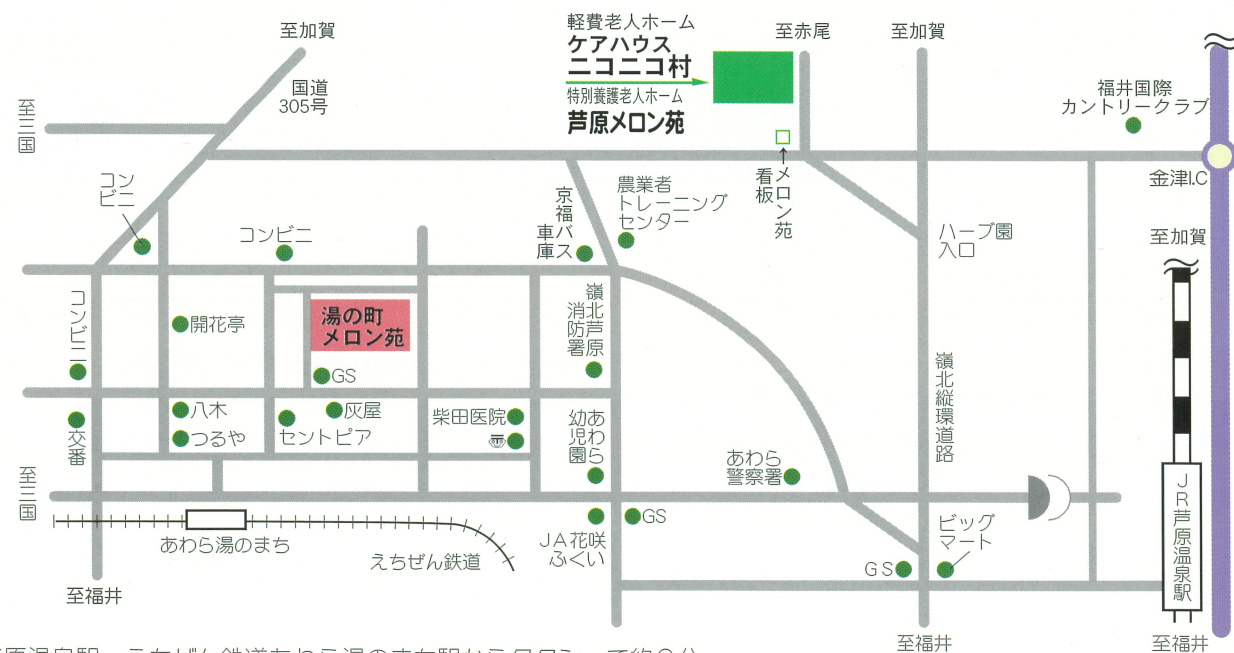 軽費老人ホーム
ケアハウス
ニコニコ村
特別養護老人ホーム
芦原メロン苑
至加賀
国道
305号
至三国
至赤尾
至加賀
福井国際
カントリークラブ
金津I.C
メロン苑
看板
コン
ビニ
コンビニ
京福バス
車庫
農業者
トレーニング
センター
ハーブ園
入口
至加賀
コンビニ
開花亭
湯の町
メロン苑
GS
嶺北芦原
消防署
嶺北縦環道路
八木
つるや
灰屋
セントピア
柴田医院
〠
あわら
幼児園
交番
至三国
あわら
警察署
JR芦原温泉駅
あわら湯のまち
えちぜん鉄道
JA花咲
ふくい
GS
ビッグ
マート
GS
至福井
至福井
至福井